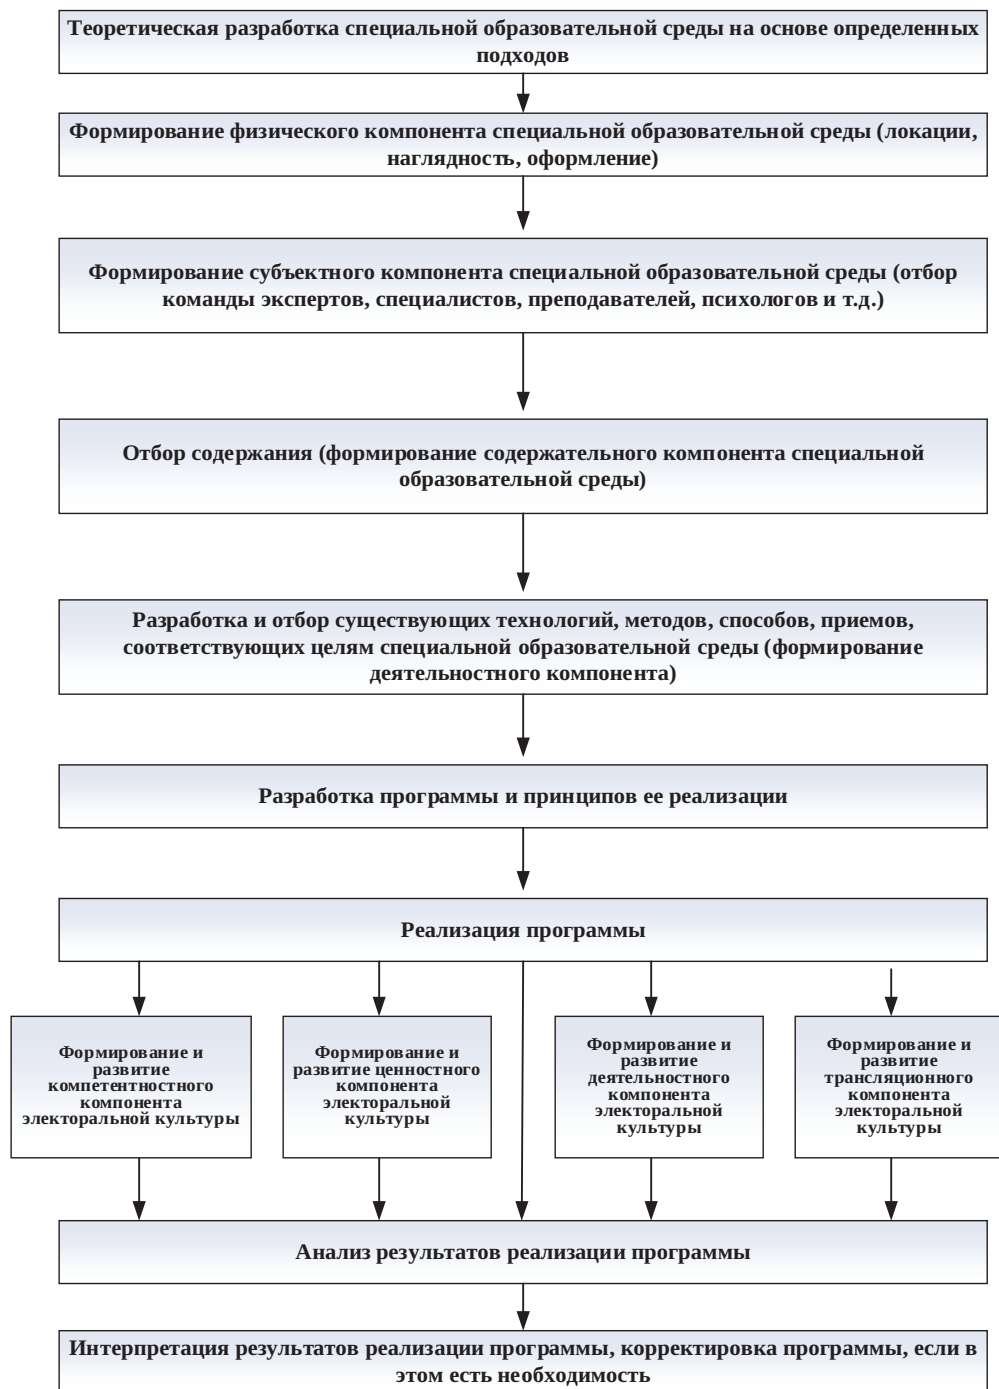 Теоретическая разработка специальной образовательной среды на основе определенных
подходов
Формирование физического компонента специальной образовательной среды (локации,
наглядность, оформление)
Формирование субъектного компонента специальной образовательной среды (отбор
команды экспертов, специалистов, преподавателей, психологов и т.д.)
Отбор содержания (формирование содержательного компонента специальной
образовательной среды)
Разработка и отбор существующих технологий, методов, способов, приемов,
соответствующих целям специальной образовательной среды (формирование
деятельностного компонента)
Разработка программы и принципов ее реализации
Реализация программы
Формирование и
развитие
компетентностного
компонента
электоральной культуры
Формирование и
развитие ценностного
компонента
электоральной
культуры
Формирование и
развитие
деятельностного
компонента
электоральной
культуры
Формирование и
развитие
трансляционного
компонента
электоральной
культуры
Анализ результатов реализации программы
Интерпретация результатов реализации программы, корректировка программы, если в
этом есть необходимость